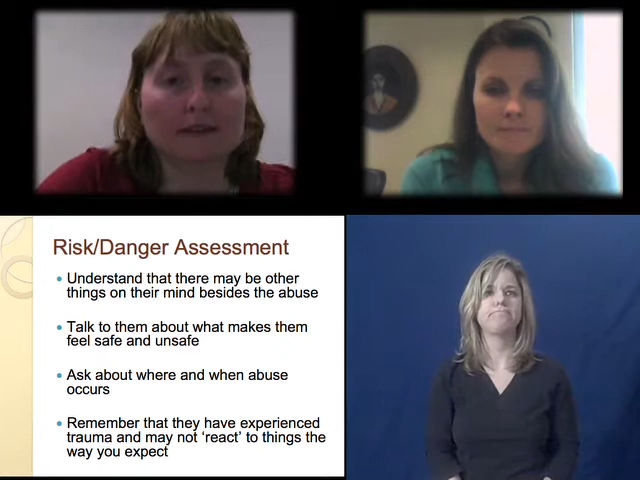 Risk/Danger Assessment
• Understand that there may be other
things on their mind besides the abuse
• Talk to them about what makes them
feel safe and unsafe
• Ask about where and when abuse
occurs
• Remember that they have experienced
trauma and may not ‘react’ to things the
way you expect